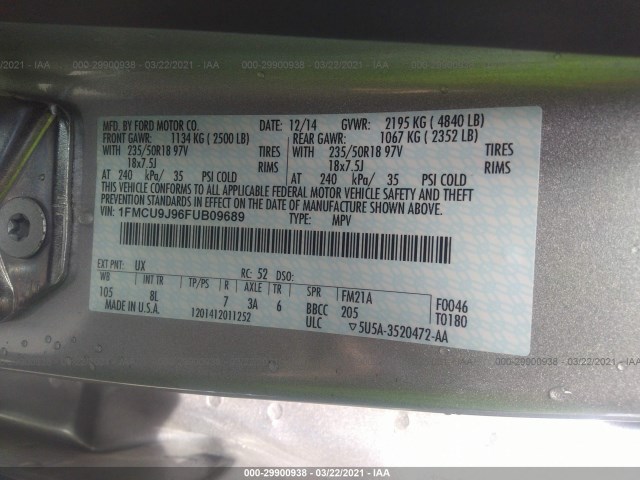 000-29900938 - 03/22/2021 - IAA
000-29900938 - 03/22/2021 - IAA
000-29900938 - 03/22/2021 - IAA
MFD. BY FORD MOTOR CO. DATE: 12/14 GVWR: 2195 KG ( 4840 LB)
FRONT GAWR: 1134 KG ( 2500 LB) REAR GAWR: 1067 KG ( 2352 LB)
WITH 235/50R18 97V TIRES WITH 235/50R18 97V TIRES
18x7.5J RIMS 18x7.5J RIMS
AT 240 kPa/ 35 PSI COLD AT 240 kPa/ 35 PSI COLD
THIS VEHICLE CONFORMS TO ALL APPLICABLE FEDERAL MOTOR VEHICLE SAFETY AND THEFT
PREVENTION STANDARDS IN EFFECT ON THE DATE OF MANUFACTURE SHOWN ABOVE.
VIN: 1FMCU9J96FUB09689 TYPE: MPV
EXT PNT: UX RC: 52 DSO:
WB INT TR TP/PS R AXLE TR SPR FM21A F0046
105 8L 7 3A 6 BBCC 205 T0180
MADE IN U.S.A. 1201412011252 ULC ▽5U5A-3520472-AA
000-29900938 - 03/22/2021 - IAA